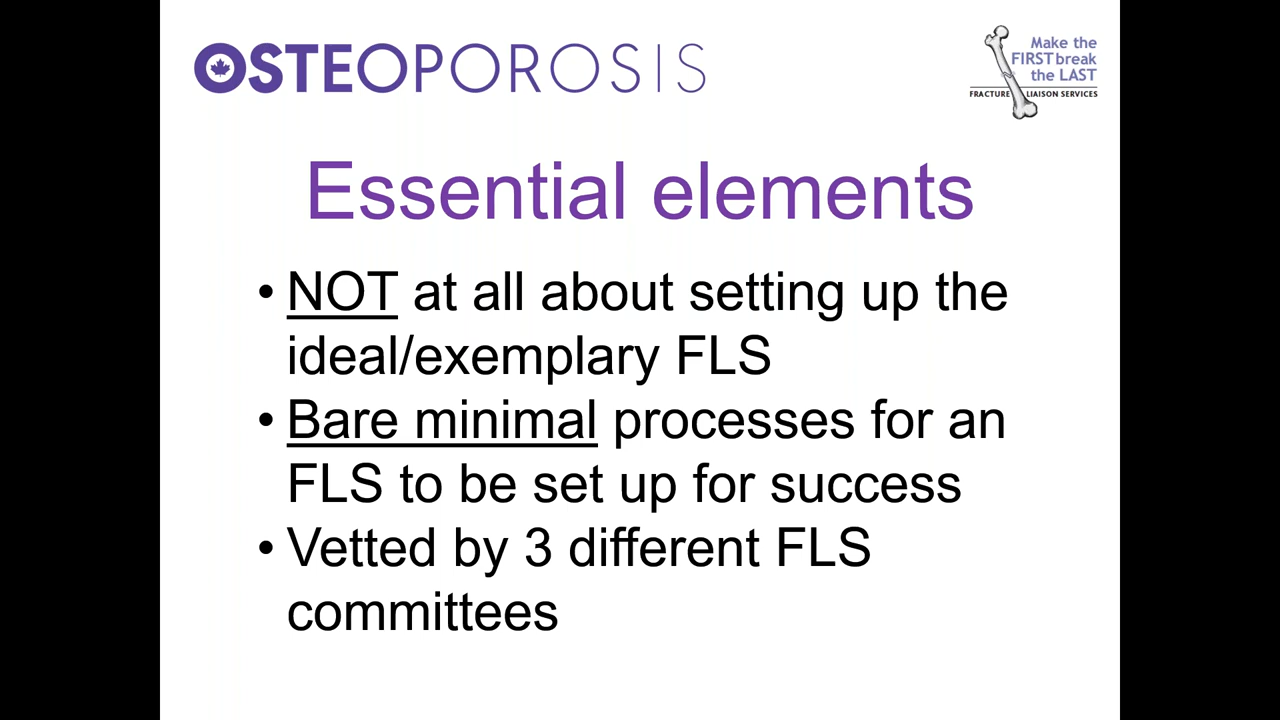 OSTEOPOROSIS
Make the
FIRST break
the LAST
FRACTURE LIAISON SERVICES
Essential elements
• NOT at all about setting up the
ideal/exemplary FLS
• Bare minimal processes for an
FLS to be set up for success
• Vetted by 3 different FLS
committees